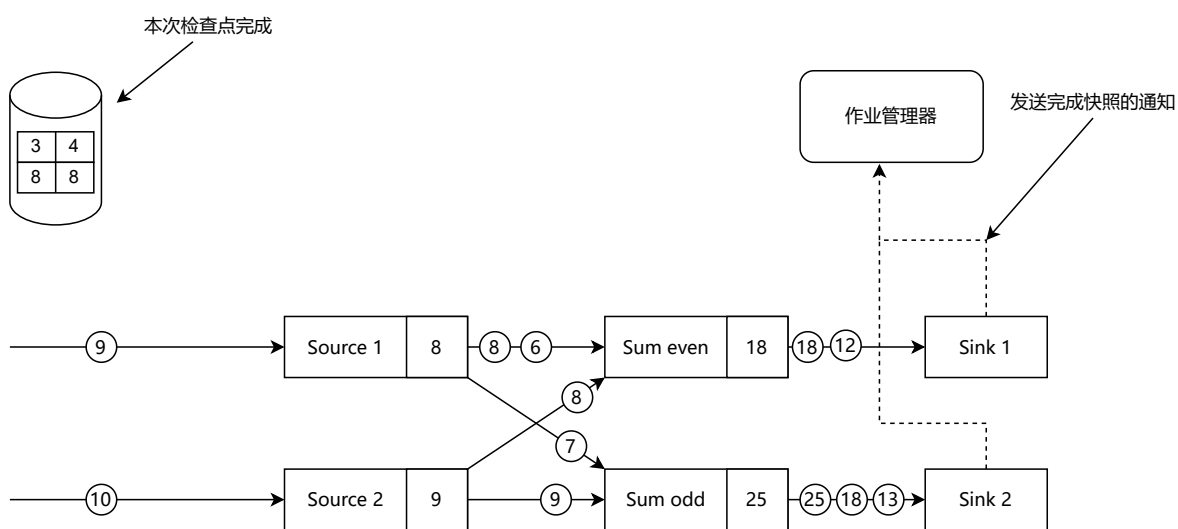 本次检查点完成
作业管理器
发送完成快照的通知
3 4
8 8
9 Source 1 8 8 6 Sum even 18 18 12 Sink 1
8
7
10 Source 2 9 9 Sum odd 25 25 18 13 Sink 2